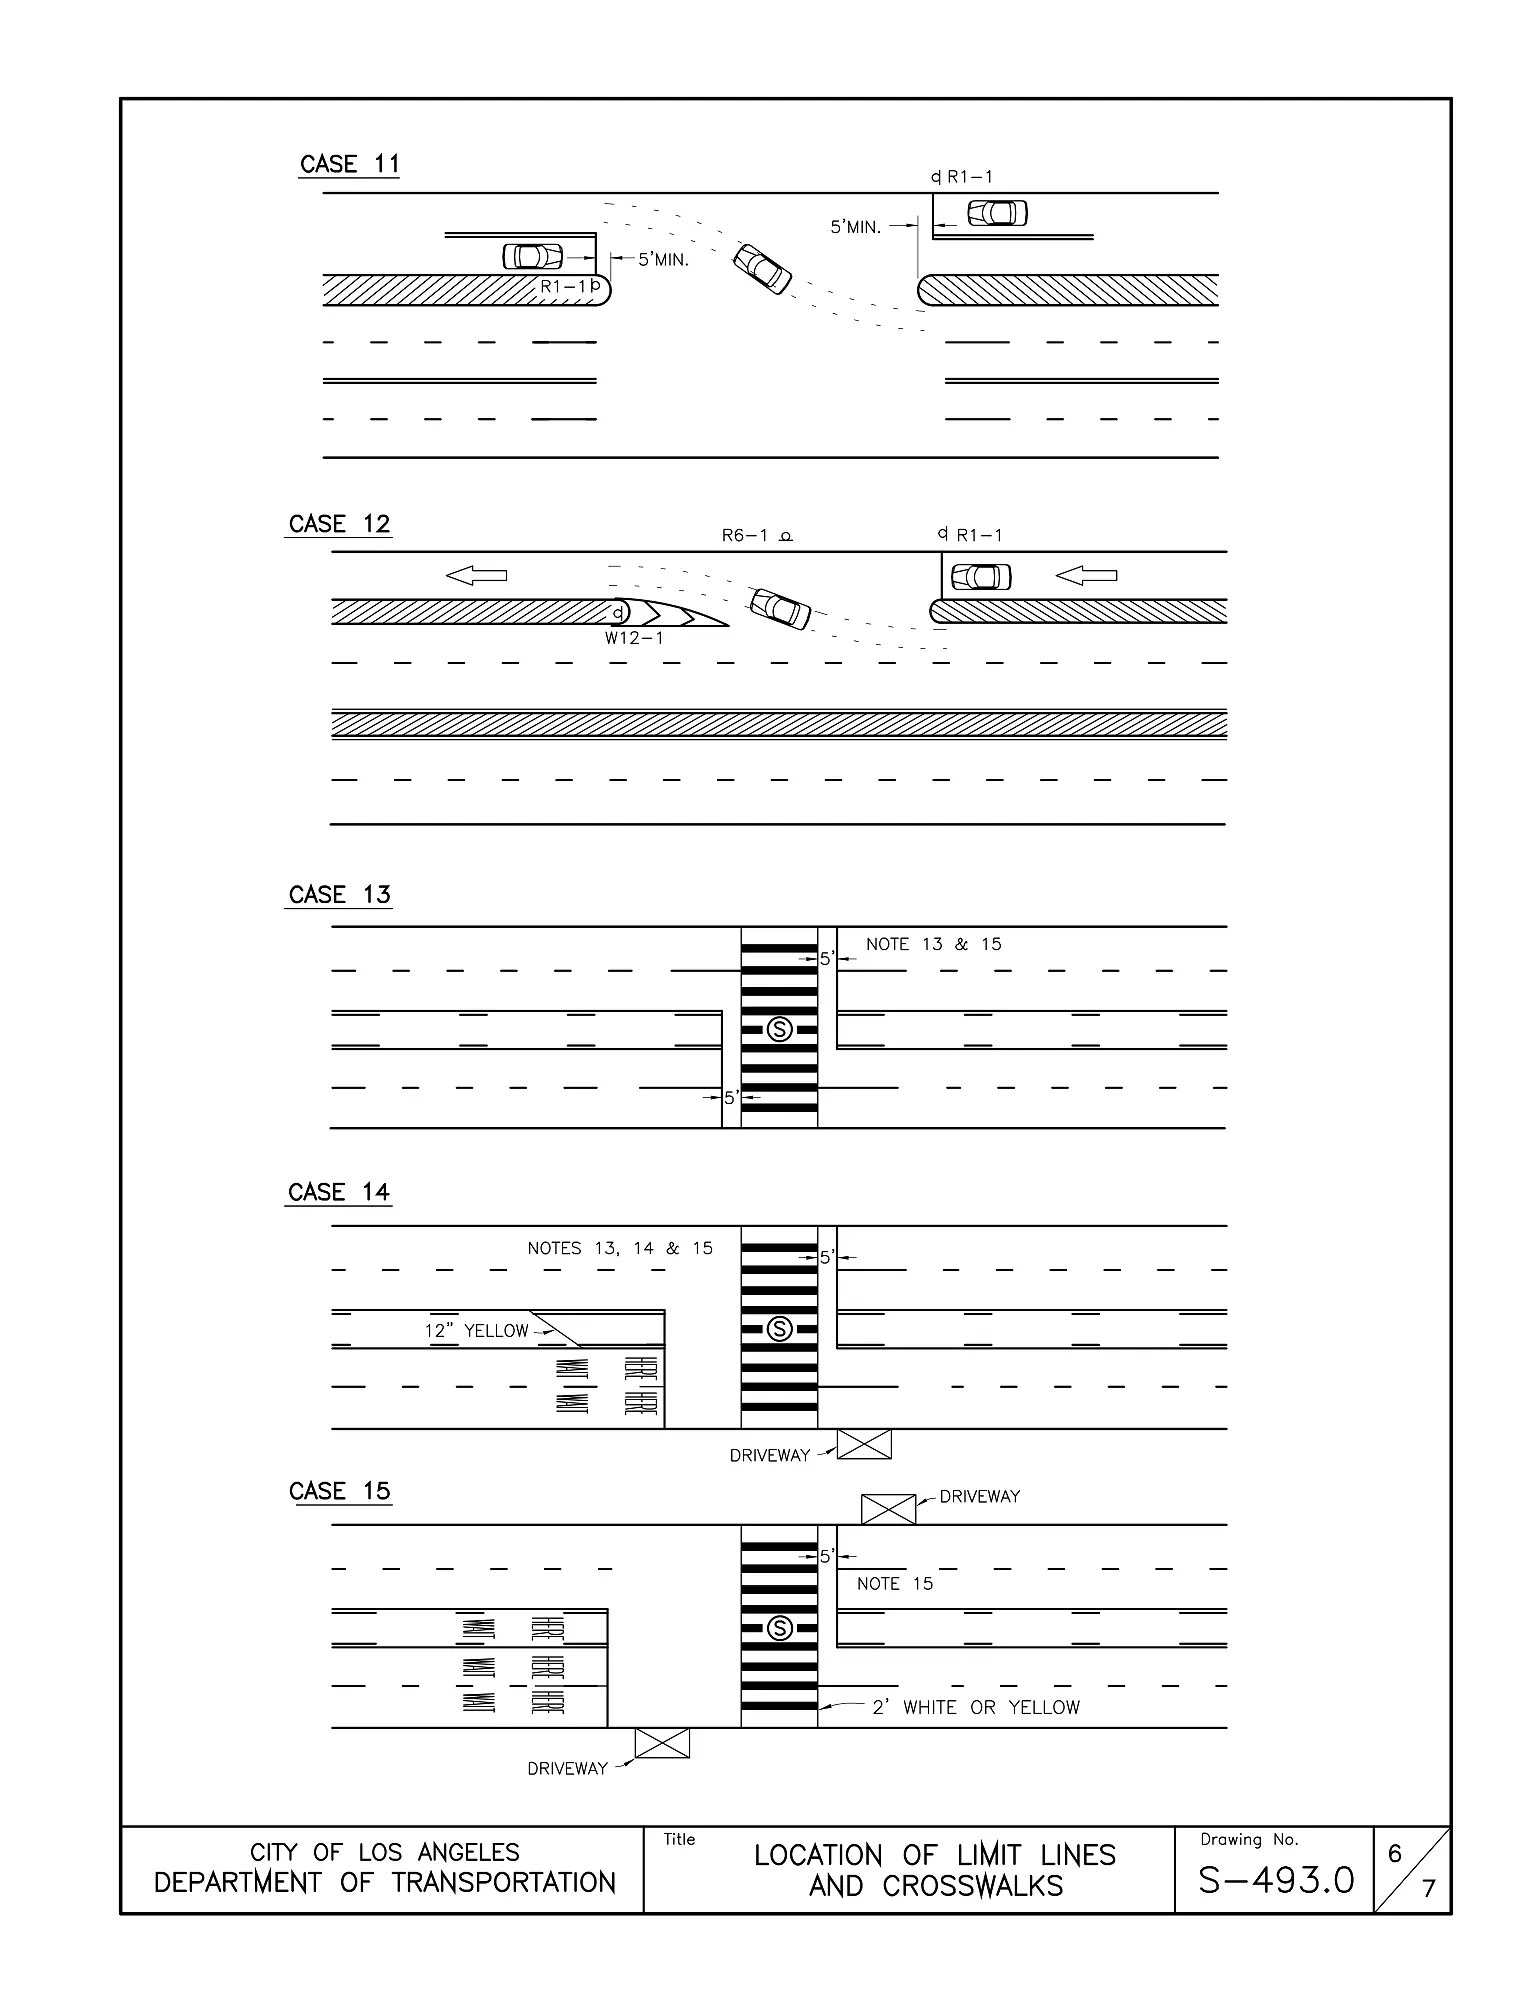 CASE 11
R1-1
5'MIN.
5'MIN.
R1-1
CASE 12
R6-1
R1-1
W12-1
CASE 13
NOTE 13 & 15
5'
S
5'
CASE 14
NOTES 13, 14 & 15
5'
12" YELLOW
S
WAIT HERE
WAIT HERE
DRIVEWAY
CASE 15
DRIVEWAY
5'
NOTE 15
WAIT HERE
S
WAIT HERE
WAIT HERE
2' WHITE OR YELLOW
DRIVEWAY
CITY OF LOS ANGELES
DEPARTMENT OF TRANSPORTATION
Title
LOCATION OF LIMIT LINES
AND CROSSWALKS
Drawing No.
S-493.0
6
7